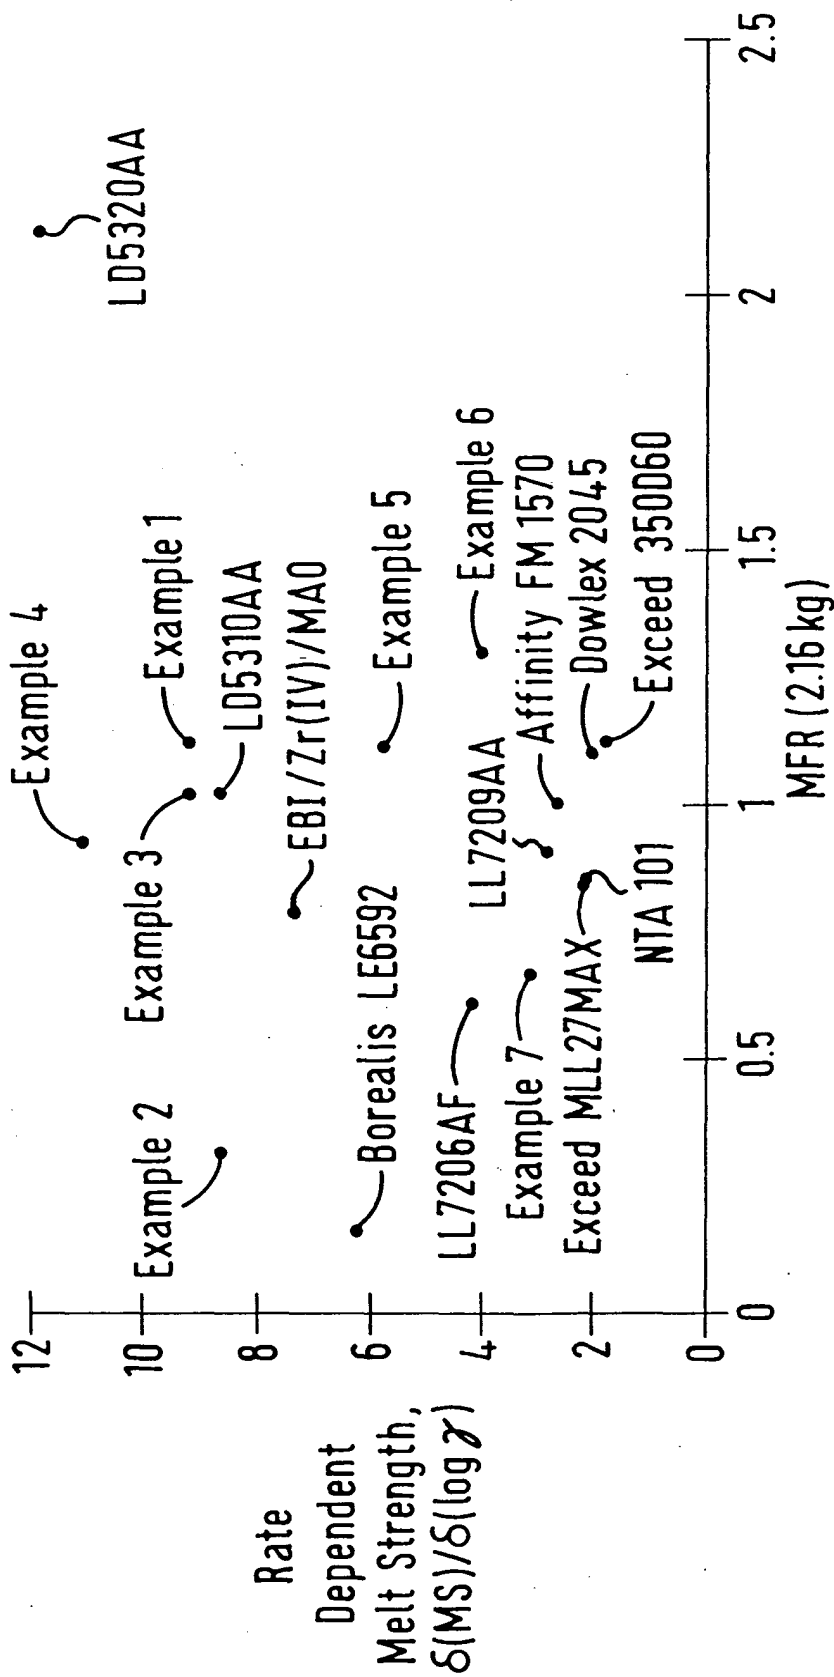 Rate
Dependent
Melt Strength,
δ(MS)/δ(log γ)
12
10
8
6
4
2
0
0
0.5
1
1.5
2
2.5
MFR (2.16 kg)
Example 4
LD5320AA
Example 1
Example 3
Example 2
LD5310AA
EBI/Zr(IV)/MAO
Borealis LE6592
Example 5
LL7206AF
LL7209AA
Example 6
Example 7
Affinity FM 1570
Exceed MLL27MAX
Dowlex 2045
NTA 101
Exceed 350D60